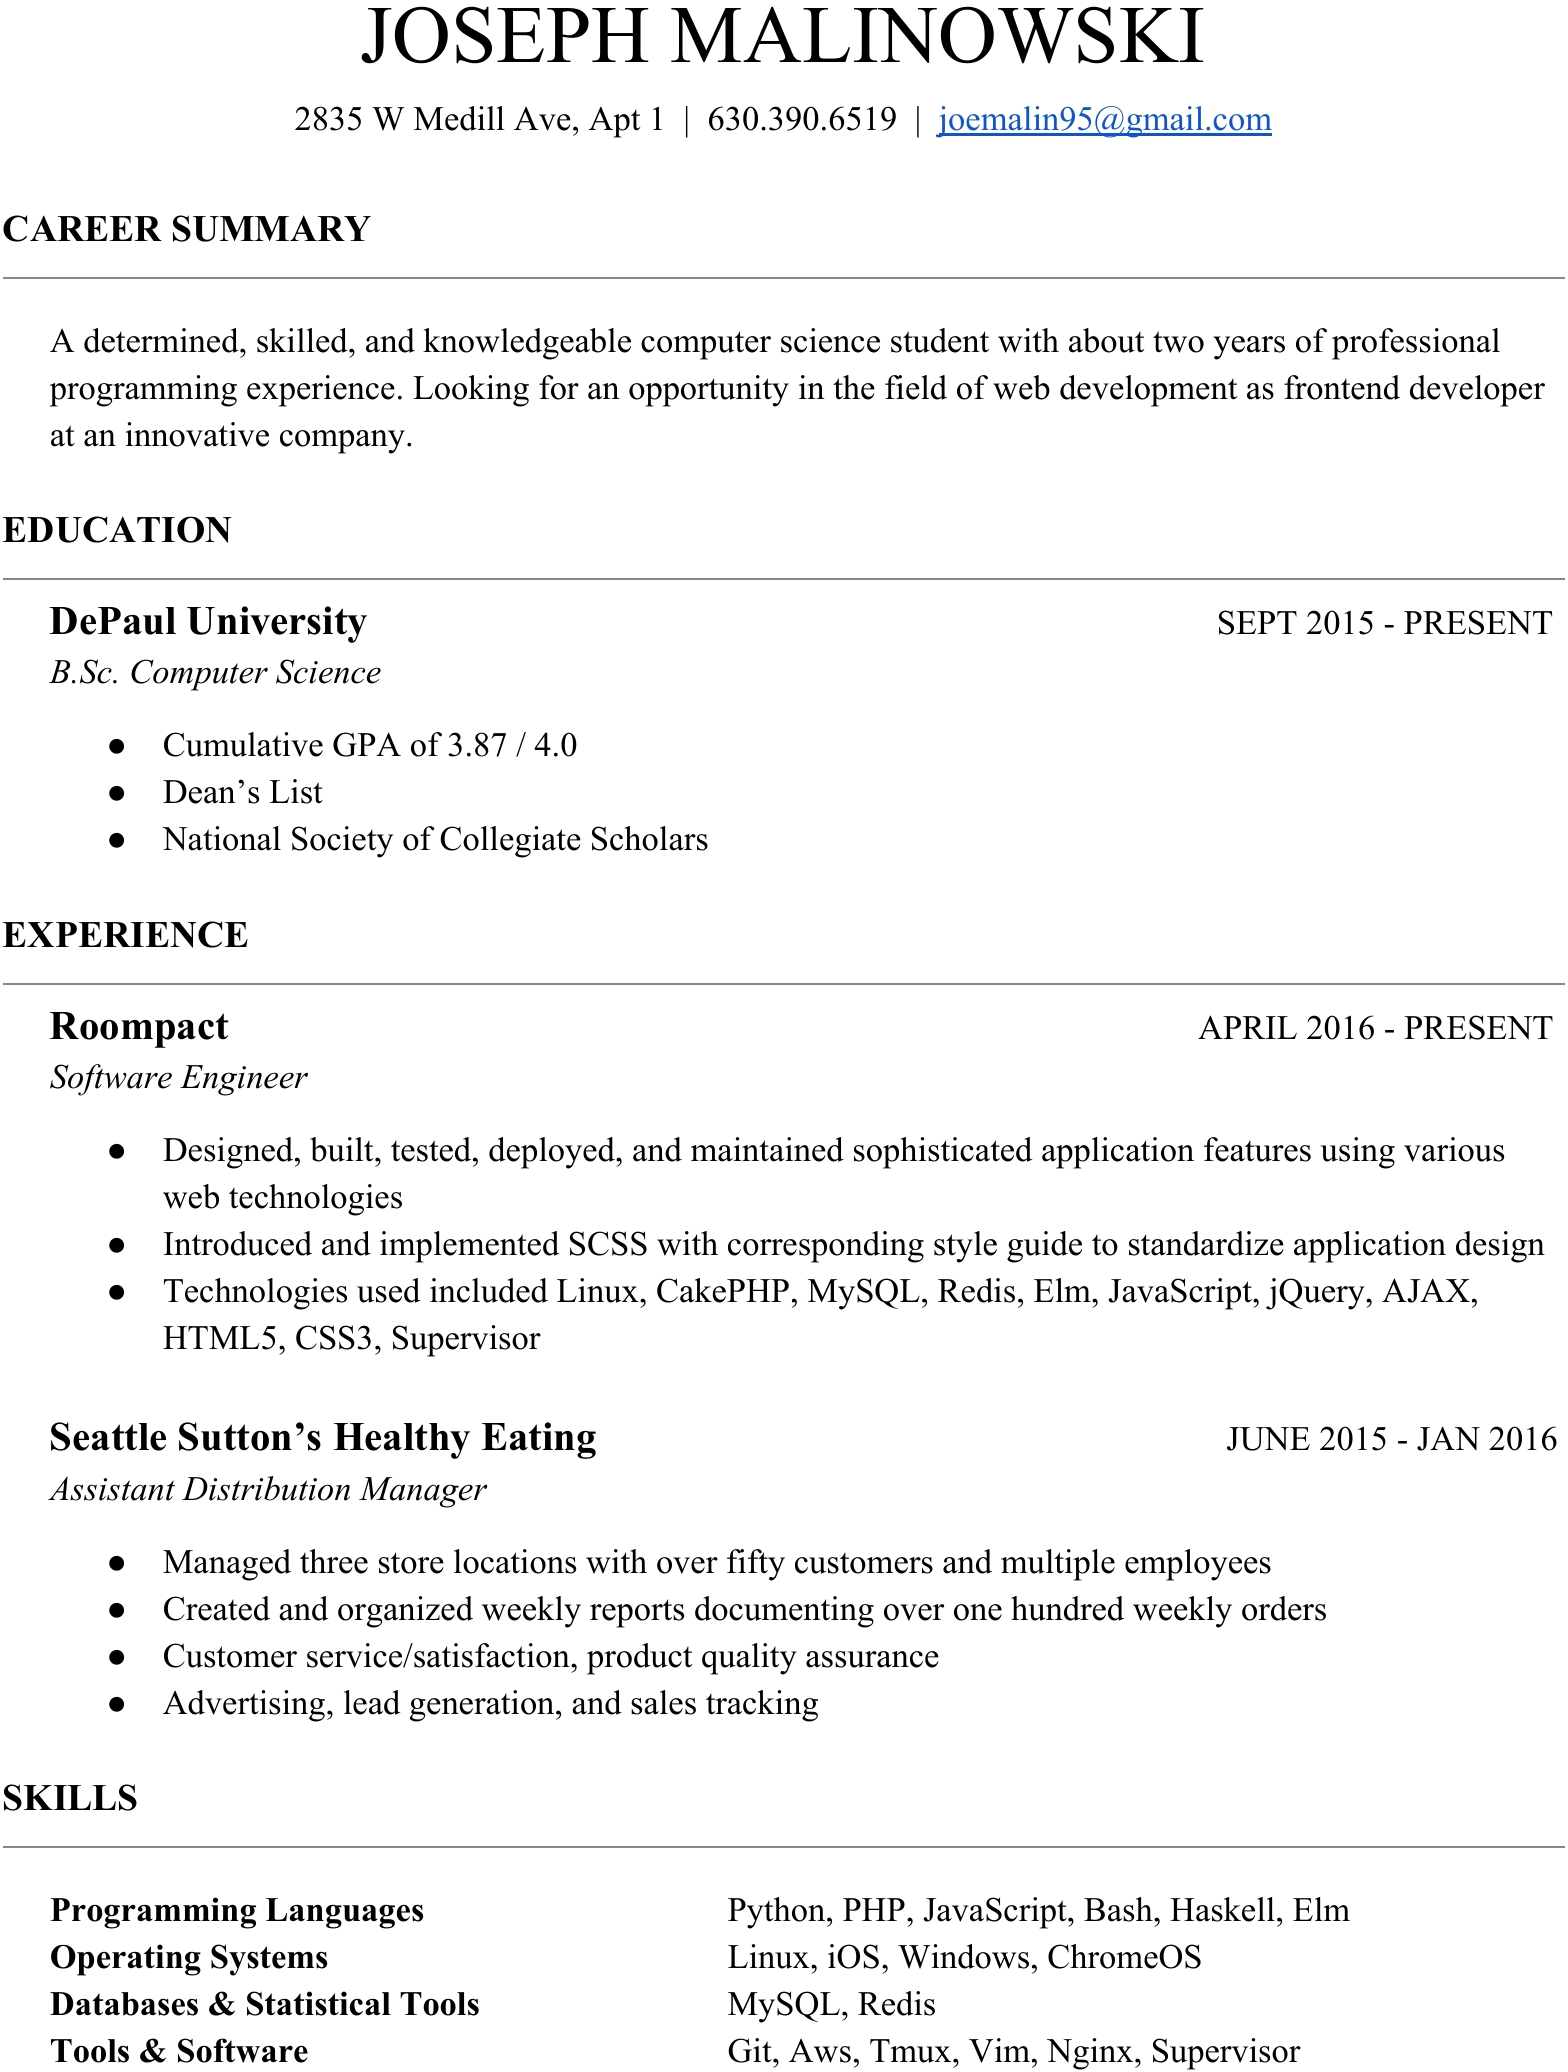 JOSEPH MALINOWSKI
2835 W Medill Ave, Apt 1 | 630.390.6519 | joemalin95@gmail.com
CAREER SUMMARY
A determined, skilled, and knowledgeable computer science student with about two years of professional
programming experience. Looking for an opportunity in the field of web development as frontend developer
at an innovative company.
EDUCATION
DePaul University SEPT 2015 - PRESENT
B.Sc. Computer Science
● Cumulative GPA of 3.87 / 4.0
● Dean’s List
● National Society of Collegiate Scholars
EXPERIENCE
Roompact APRIL 2016 - PRESENT
Software Engineer
● Designed, built, tested, deployed, and maintained sophisticated application features using various
web technologies
● Introduced and implemented SCSS with corresponding style guide to standardize application design
● Technologies used included Linux, CakePHP, MySQL, Redis, Elm, JavaScript, jQuery, AJAX,
HTML5, CSS3, Supervisor
Seattle Sutton’s Healthy Eating JUNE 2015 - JAN 2016
Assistant Distribution Manager
● Managed three store locations with over fifty customers and multiple employees
● Created and organized weekly reports documenting over one hundred weekly orders
● Customer service/satisfaction, product quality assurance
● Advertising, lead generation, and sales tracking
SKILLS
Programming Languages Python, PHP, JavaScript, Bash, Haskell, Elm
Operating Systems Linux, iOS, Windows, ChromeOS
Databases & Statistical Tools MySQL, Redis
Tools & Software Git, Aws, Tmux, Vim, Nginx, Supervisor